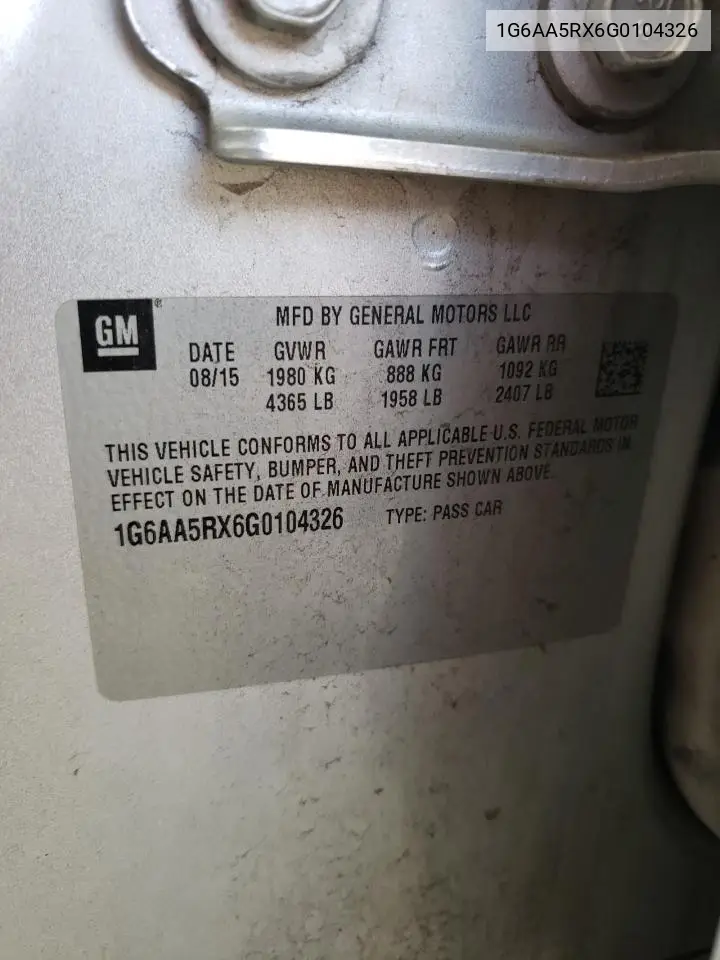 1G6AA5RX6G0104326
GM
MFD BY GENERAL MOTORS LLC
DATE GVWR GAWR FRT GAWR RR
08/15 1980 KG 888 KG 1092 KG
4365 LB 1958 LB 2407 LB
THIS VEHICLE CONFORMS TO ALL APPLICABLE U.S. FEDERAL MOTOR
VEHICLE SAFETY, BUMPER, AND THEFT PREVENTION STANDARDS IN
EFFECT ON THE DATE OF MANUFACTURE SHOWN ABOVE.
1G6AA5RX6G0104326 TYPE: PASS CAR